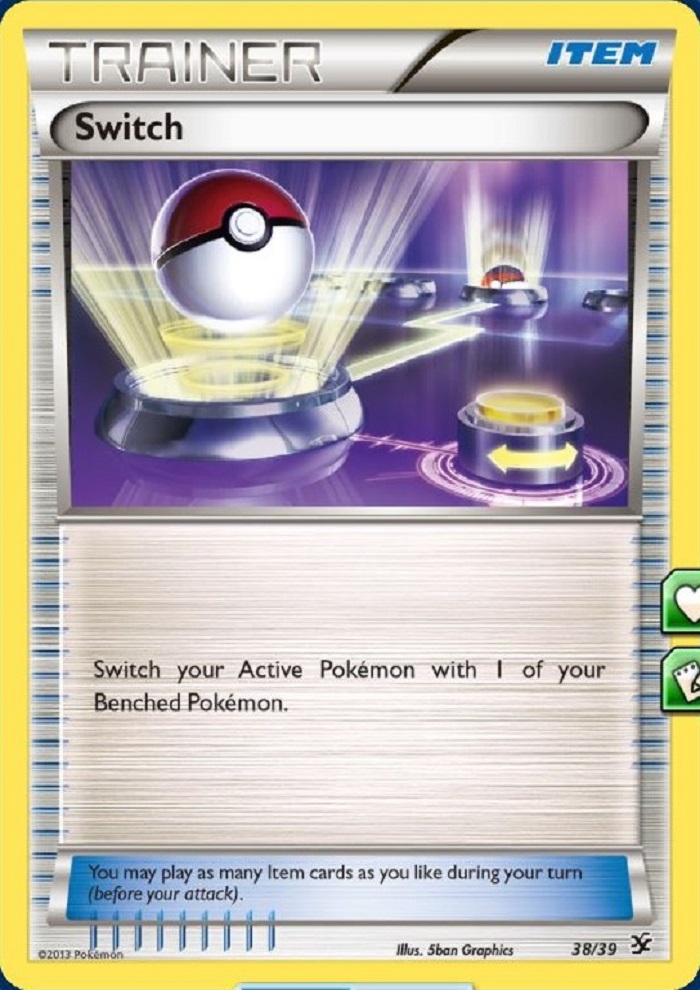 TRAINER
ITEM
Switch
Switch your Active Pokémon with 1 of your
Benched Pokémon.
You may play as many Item cards as you like during your turn
(before your attack).
©2013 Pokémon
Illus. 5ban Graphics
38/39